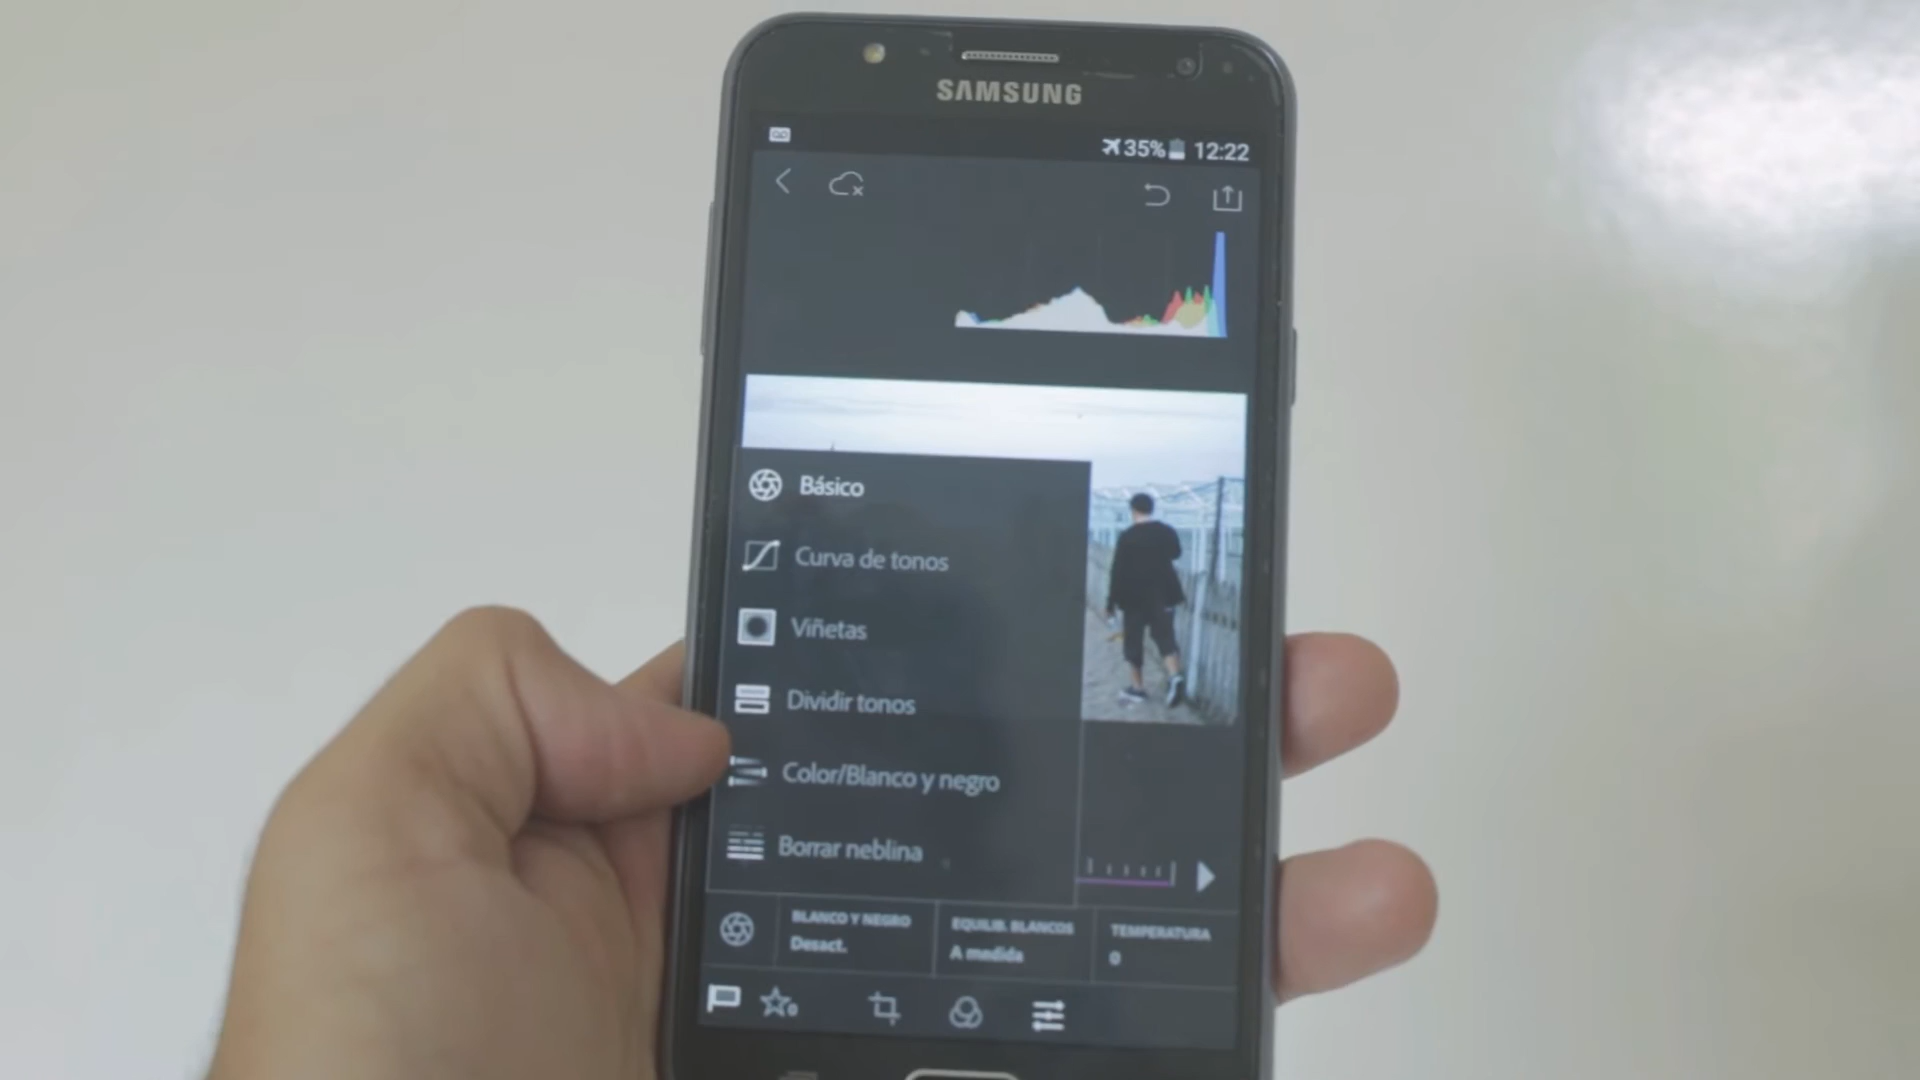 SAMSUNG
35% 12:22
Básico
Curva de tonos
Viñetas
Dividir tonos
Color/Blanco y negro
Borrar neblina
BLANCO Y NEGRO
Desact.
EQUILIB. BLANCOS
A medida
TEMPERATURA
0
0